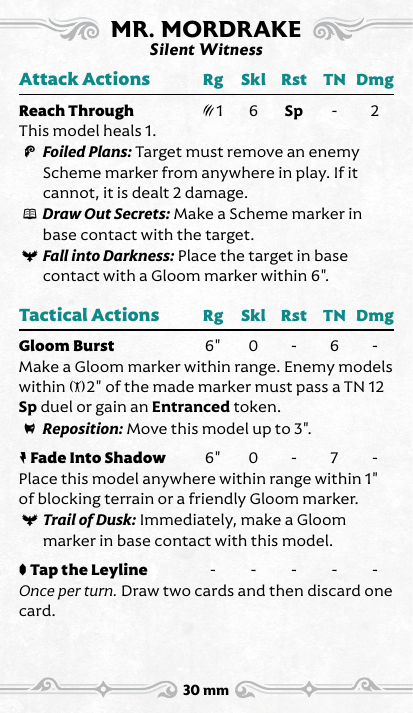 MR. MORDRAKE
Silent Witness
Attack Actions Rg Skl Rst TN Dmg
Reach Through 1 6 Sp - 2
This model heals 1.
Foiled Plans: Target must remove an enemy
Scheme marker from anywhere in play. If it
cannot, it is dealt 2 damage.
Draw Out Secrets: Make a Scheme marker in
base contact with the target.
Fall into Darkness: Place the target in base
contact with a Gloom marker within 6".
Tactical Actions Rg Skl Rst TN Dmg
Gloom Burst 6" 0 - 6 -
Make a Gloom marker within range. Enemy models
within 2" of the made marker must pass a TN 12
Sp duel or gain an Entranced token.
Reposition: Move this model up to 3".
Fade Into Shadow 6" 0 - 7 -
Place this model anywhere within range within 1"
of blocking terrain or a friendly Gloom marker.
Trail of Dusk: Immediately, make a Gloom
marker in base contact with this model.
Tap the Leyline - - - - -
Once per turn. Draw two cards and then discard one
card.
30 mm